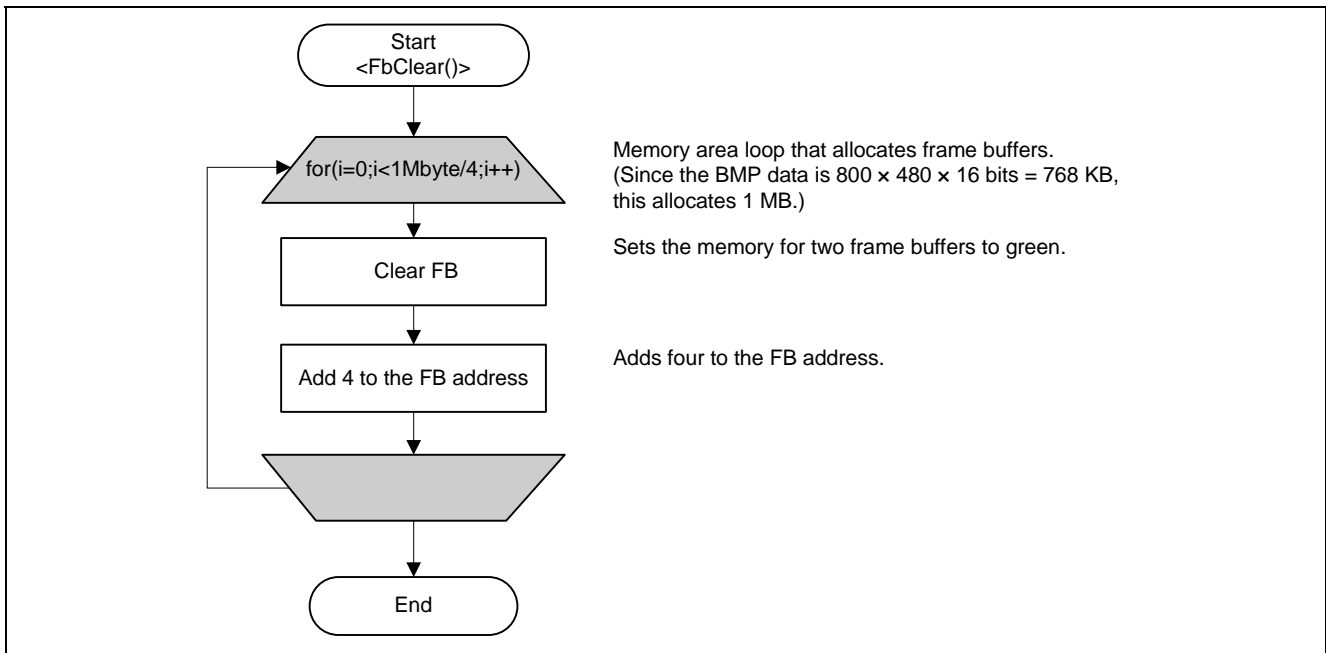 Start
<FbClear()>
for(i=0;i<1Mbyte/4;i++)
Memory area loop that allocates frame buffers.
(Since the BMP data is 800 × 480 × 16 bits = 768 KB,
this allocates 1 MB.)
Clear FB
Sets the memory for two frame buffers to green.
Add 4 to the FB address
Adds four to the FB address.
End